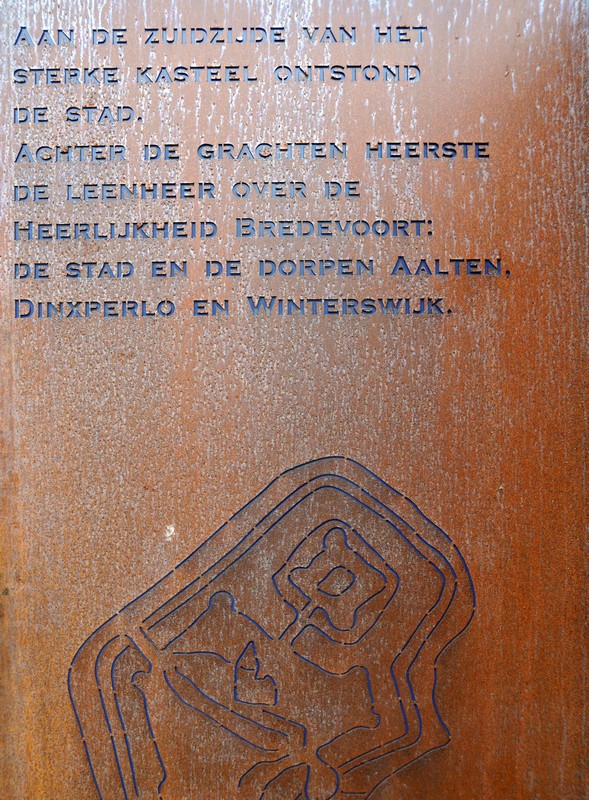 Aan de zuidzijde van het
sterke kasteel ontstond
de stad.
Achter de grachten heerste
de leenheer over de
Heerlijkheid Bredevoort:
de stad en de dorpen Aalten,
Dinxperlo en Winterswijk.